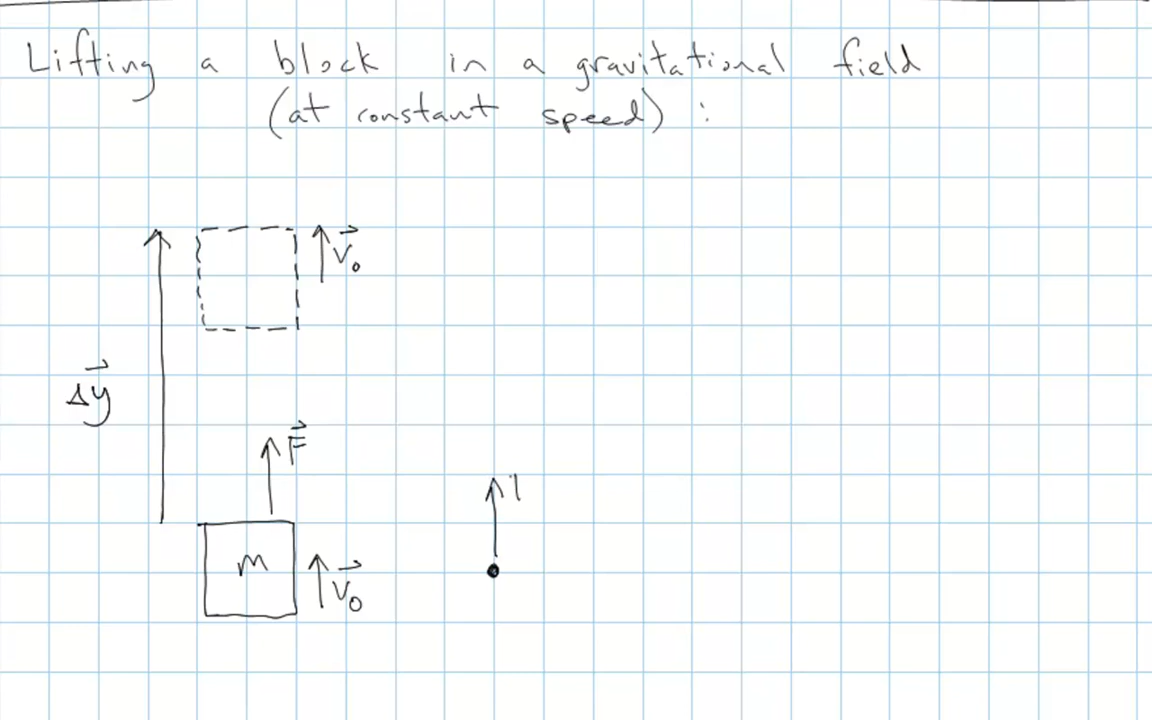 Lifting a block in a gravitational field
(at constant speed) :
V⃗₀
Δy⃗
F⃗
m
V⃗₀